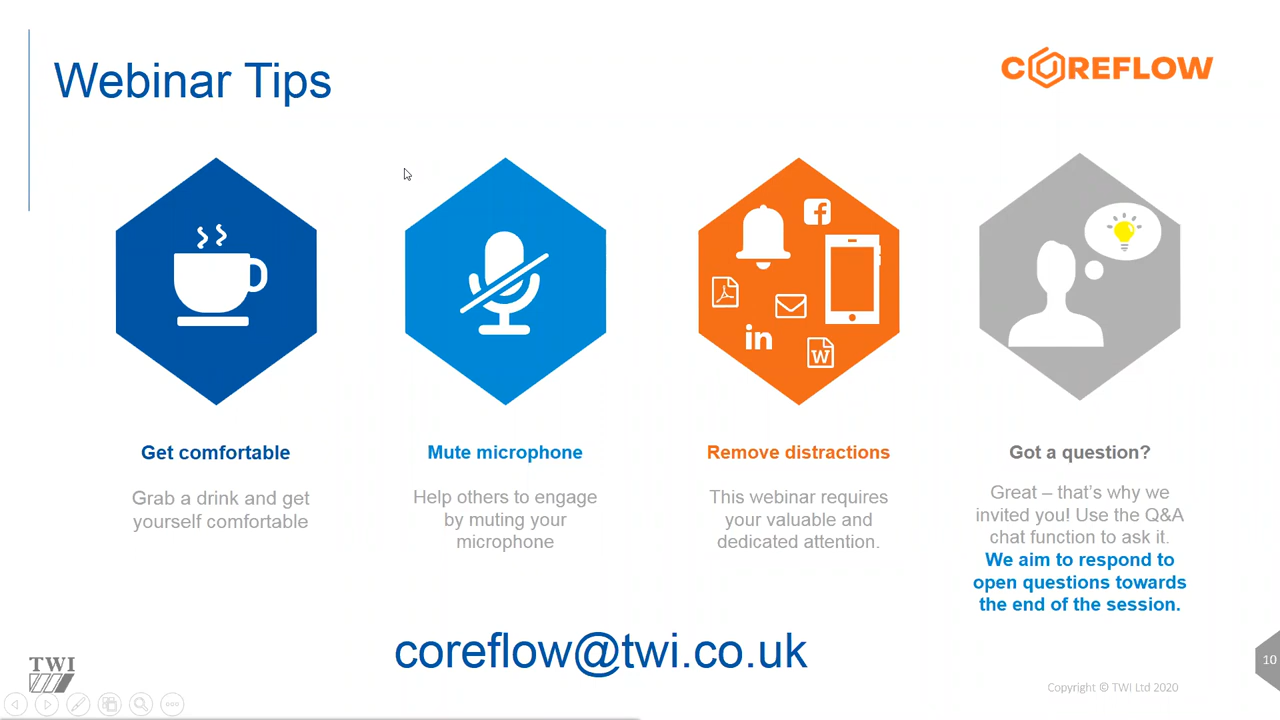 Webinar Tips
COREFLOW
Get comfortable
Grab a drink and get
yourself comfortable
Mute microphone
Help others to engage
by muting your
microphone
Remove distractions
This webinar requires
your valuable and
dedicated attention.
Got a question?
Great – that's why we
invited you! Use the Q&A
chat function to ask it.
We aim to respond to
open questions towards
the end of the session.
coreflow@twi.co.uk
TWI
10
Copyright © TWI Ltd 2020